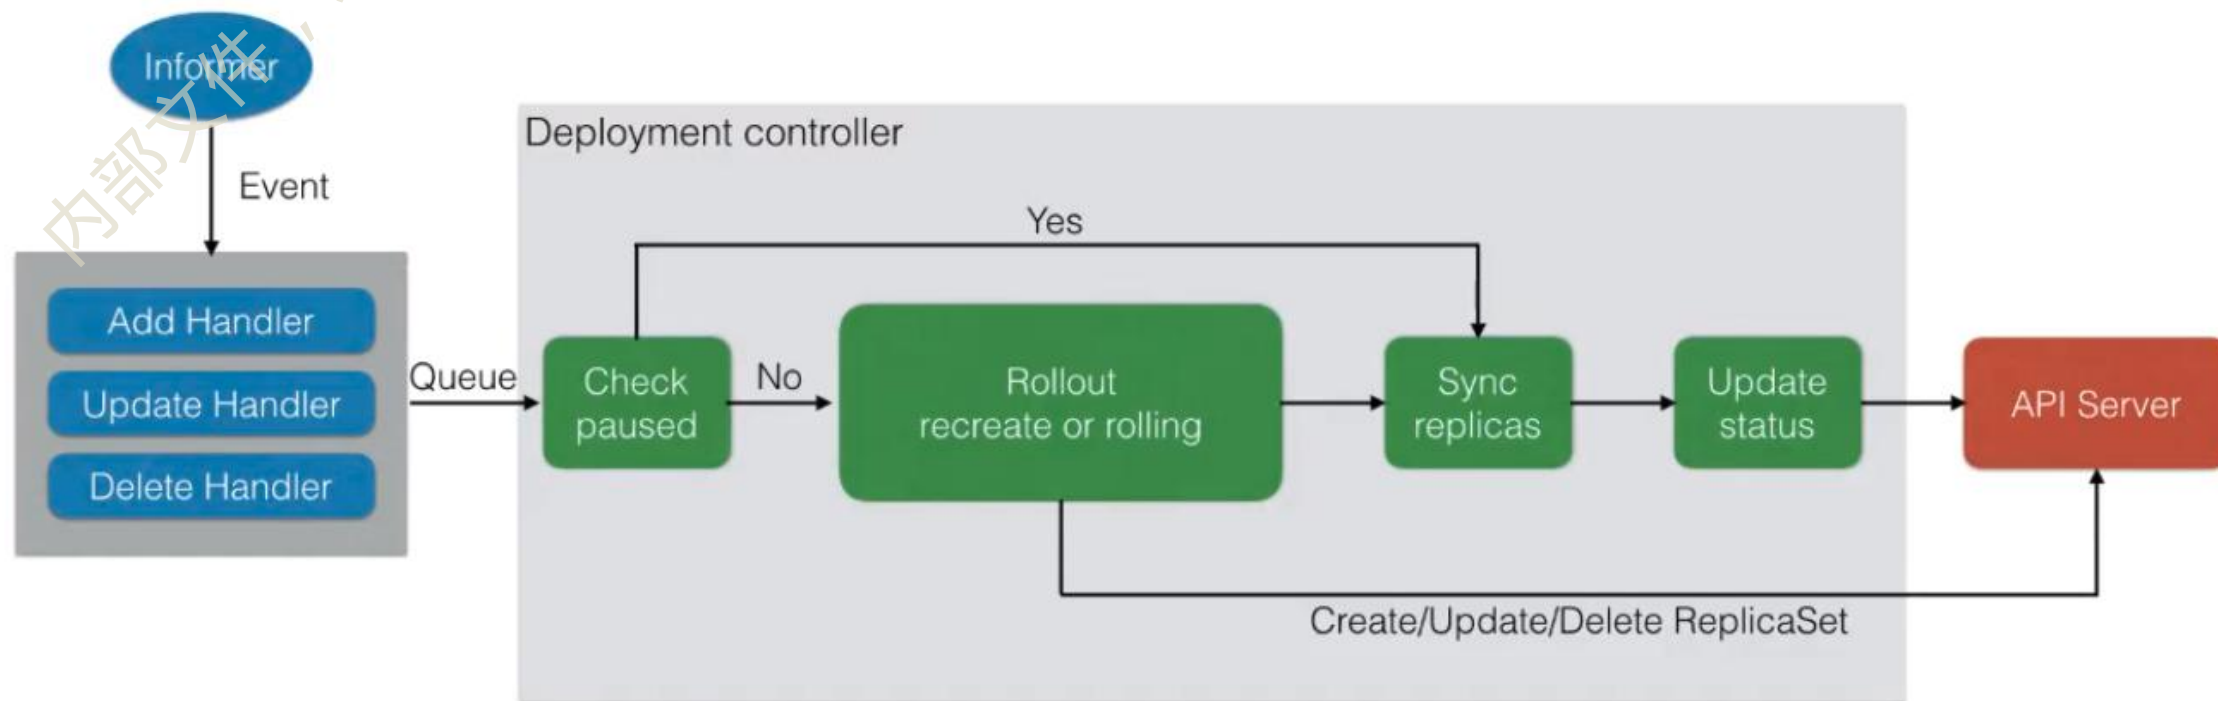 Informer
内部文件，
Event
Deployment controller
Yes
Add Handler
Update Handler
Delete Handler
Queue
Check
paused
No
Rollout
recreate or rolling
Sync
replicas
Update
status
API Server
Create/Update/Delete ReplicaSet